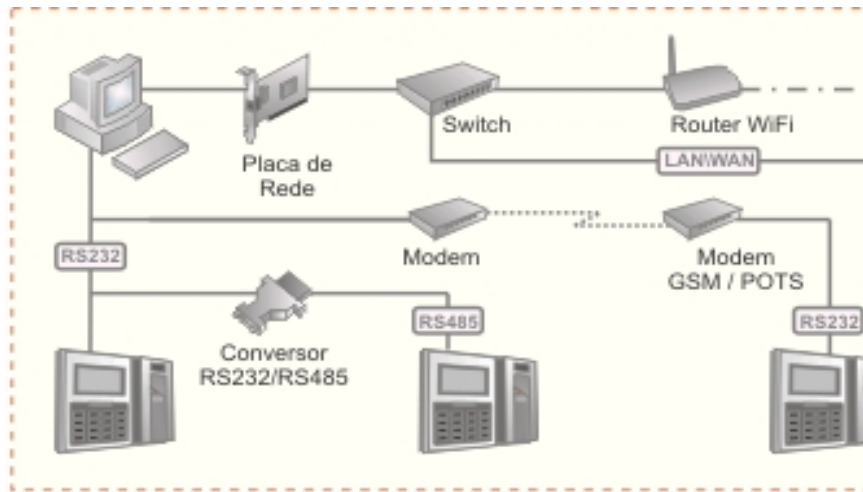 Placa de
Rede
Switch
Router WiFi
LAN\WAN
Modem
Modem
GSM / POTS
RS232
Conversor
RS232/RS485
RS485
RS232